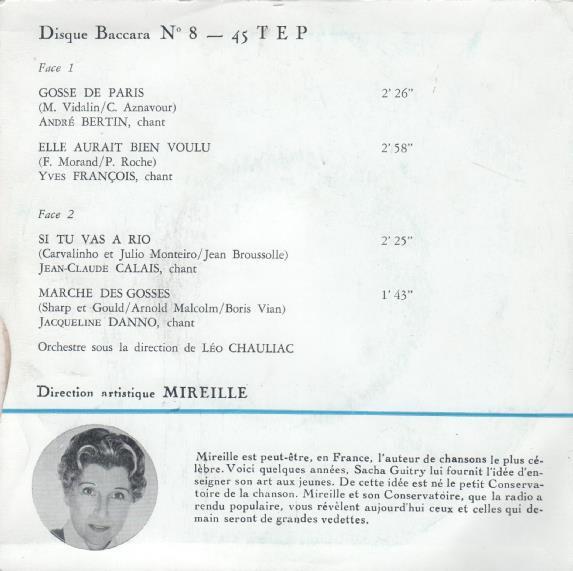 Disque Baccara N° 8 — 45 T E P
Face 1
GOSSE DE PARIS 2' 26"
(M. Vidalin/C. Aznavour)
ANDRÉ BERTIN, chant
ELLE AURAIT BIEN VOULU 2' 58"
(F. Morand/P. Roche)
YVES FRANÇOIS, chant
Face 2
SI TU VAS A RIO 2' 25"
(Carvalinho et Julio Monteiro/Jean Broussolle)
JEAN-CLAUDE CALAIS, chant
MARCHE DES GOSSES 1' 43"
(Sharp et Gould/Arnold Malcolm/Boris Vian)
JACQUELINE DANNO, chant
Orchestre sous la direction de LÉO CHAULIAC
Direction artistique MIREILLE
Mireille est peut-être, en France, l'auteur de chansons le plus cé-
lèbre. Voici quelques années, Sacha Guitry lui fournit l'idée d'en-
seigner son art aux jeunes. De cette idée est né le petit Conserva-
toire de la chanson. Mireille et son Conservatoire, que la radio a
rendu populaire, vous révèlent aujourd'hui ceux et celles qui de-
main seront de grandes vedettes.